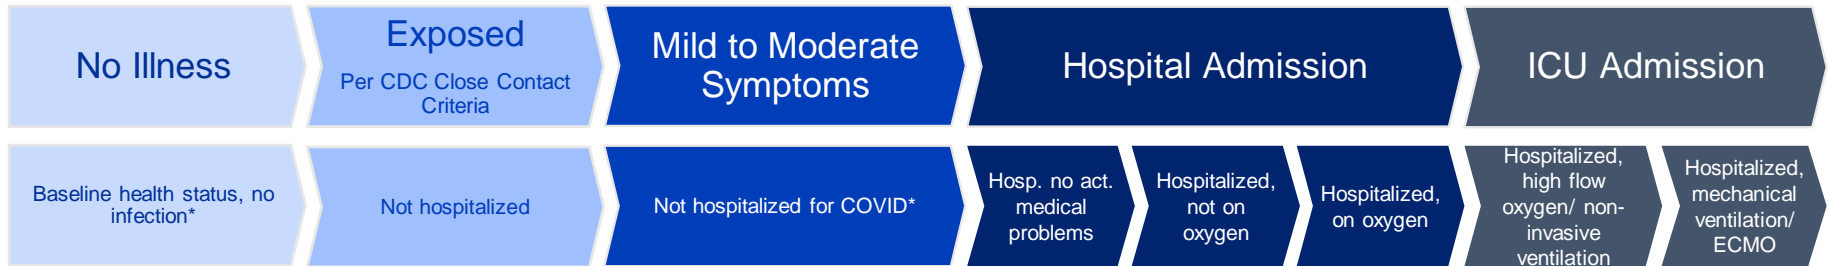 No Illness
Exposed
Per CDC Close Contact
Criteria
Mild to Moderate
Symptoms
Hospital Admission
ICU Admission
Baseline health status, no
infection*
Not hospitalized
Not hospitalized for COVID*
Hosp. no act.
medical
problems
Hospitalized,
not on
oxygen
Hospitalized,
on oxygen
Hospitalized,
high flow
oxygen/ non-
invasive
ventilation
Hospitalized,
mechanical
ventilation/
ECMO